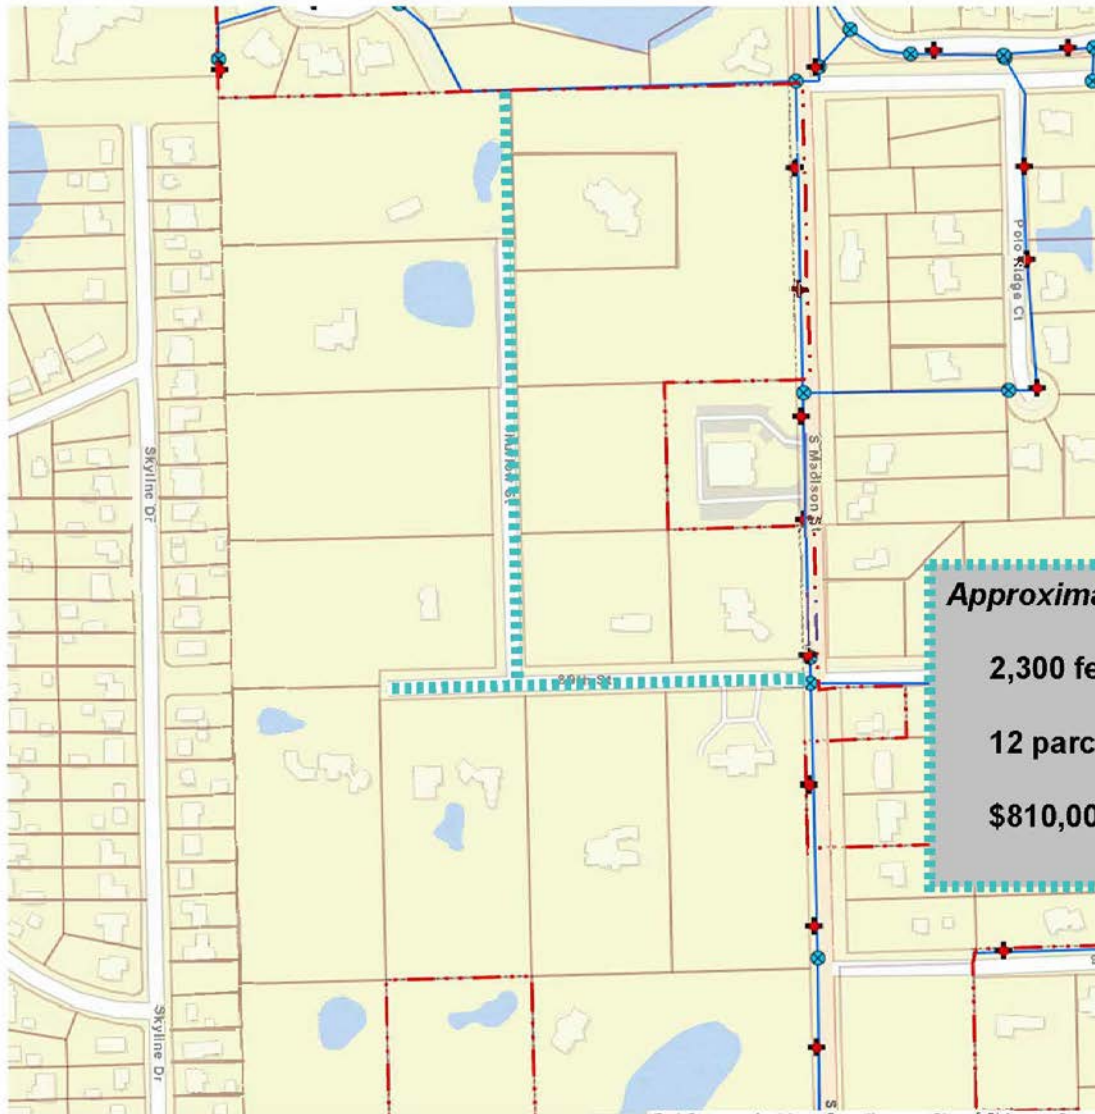 Polo Ridge Ct
Skyline Dr
S Madison St
Approxima
2,300 fe
12 parc
$810,00
Skyline Dr
S